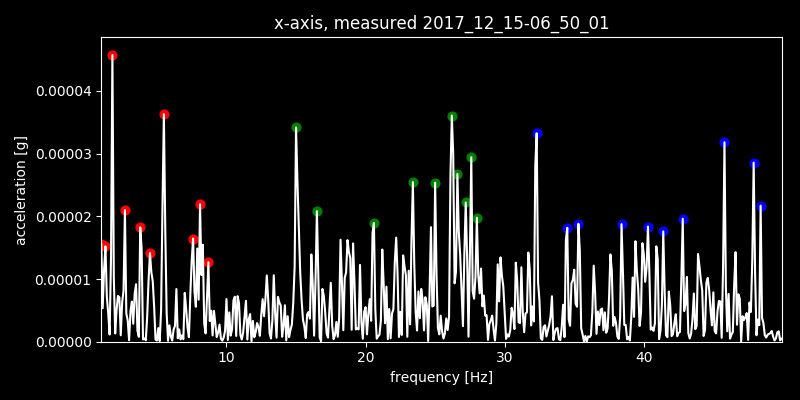 x-axis, measured 2017_12_15-06_50_01
0.00004
0.00003
0.00002
0.00001
0.00000
acceleration [g]
10 20 30 40
frequency [Hz]